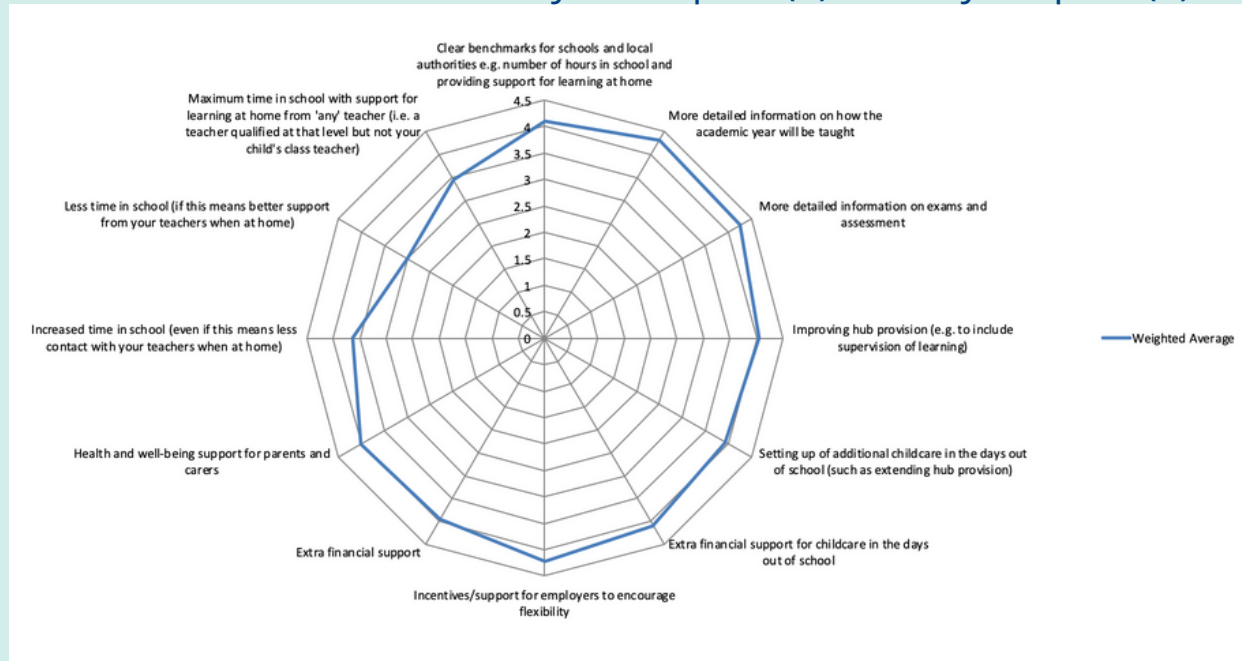 Clear benchmarks for schools and local
authorities e.g. number of hours in school and
providing support for learning at home
More detailed information on how the
academic year will be taught
More detailed information on exams and
assessment
Improving hub provision (e.g. to include
supervision of learning)
Setting up of additional childcare in the days out
of school (such as extending hub provision)
Extra financial support for childcare in the days
out of school
Incentives/support for employers to encourage
flexibility
Extra financial support
Health and well-being support for parents and
carers
Increased time in school (even if this means less
contact with your teachers when at home)
Less time in school (if this means better support
from your teachers when at home)
Maximum time in school with support for
learning at home from 'any' teacher (i.e. a
teacher qualified at that level but not your
child's class teacher)
4.5
4
3.5
3
2.5
2
1.5
1
0.5
0
Weighted Average